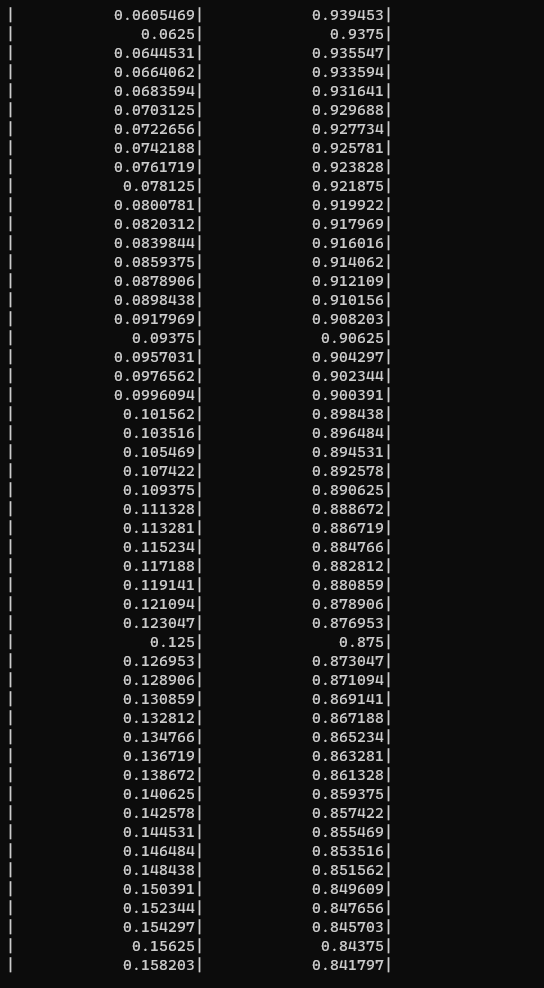 | 0.0605469| 0.939453|
| 0.0625| 0.9375|
| 0.0644531| 0.935547|
| 0.0664062| 0.933594|
| 0.0683594| 0.931641|
| 0.0703125| 0.929688|
| 0.0722656| 0.927734|
| 0.0742188| 0.925781|
| 0.0761719| 0.923828|
| 0.078125| 0.921875|
| 0.0800781| 0.919922|
| 0.0820312| 0.917969|
| 0.0839844| 0.916016|
| 0.0859375| 0.914062|
| 0.0878906| 0.912109|
| 0.0898438| 0.910156|
| 0.0917969| 0.908203|
| 0.09375| 0.90625|
| 0.0957031| 0.904297|
| 0.0976562| 0.902344|
| 0.0996094| 0.900391|
| 0.101562| 0.898438|
| 0.103516| 0.896484|
| 0.105469| 0.894531|
| 0.107422| 0.892578|
| 0.109375| 0.890625|
| 0.111328| 0.888672|
| 0.113281| 0.886719|
| 0.115234| 0.884766|
| 0.117188| 0.882812|
| 0.119141| 0.880859|
| 0.121094| 0.878906|
| 0.123047| 0.876953|
| 0.125| 0.875|
| 0.126953| 0.873047|
| 0.128906| 0.871094|
| 0.130859| 0.869141|
| 0.132812| 0.867188|
| 0.134766| 0.865234|
| 0.136719| 0.863281|
| 0.138672| 0.861328|
| 0.140625| 0.859375|
| 0.142578| 0.857422|
| 0.144531| 0.855469|
| 0.146484| 0.853516|
| 0.148438| 0.851562|
| 0.150391| 0.849609|
| 0.152344| 0.847656|
| 0.154297| 0.845703|
| 0.15625| 0.84375|
| 0.158203| 0.841797|